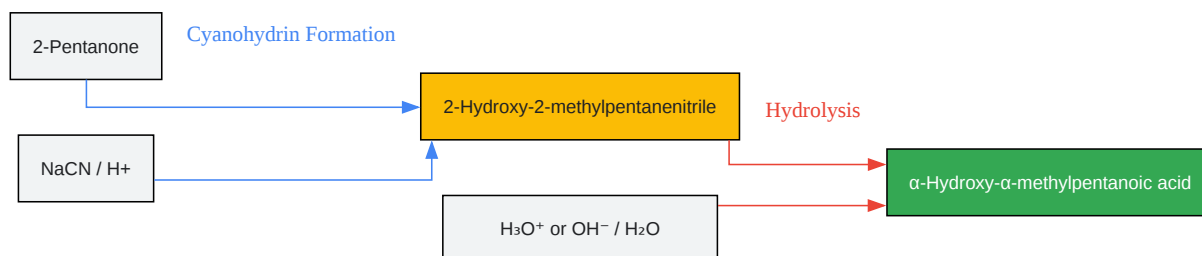 2-Pentanone
Cyanohydrin Formation
2-Hydroxy-2-methylpentanenitrile
Hydrolysis
NaCN / H+
α-Hydroxy-α-methylpentanoic acid
H₃O⁺ or OH⁻ / H₂O